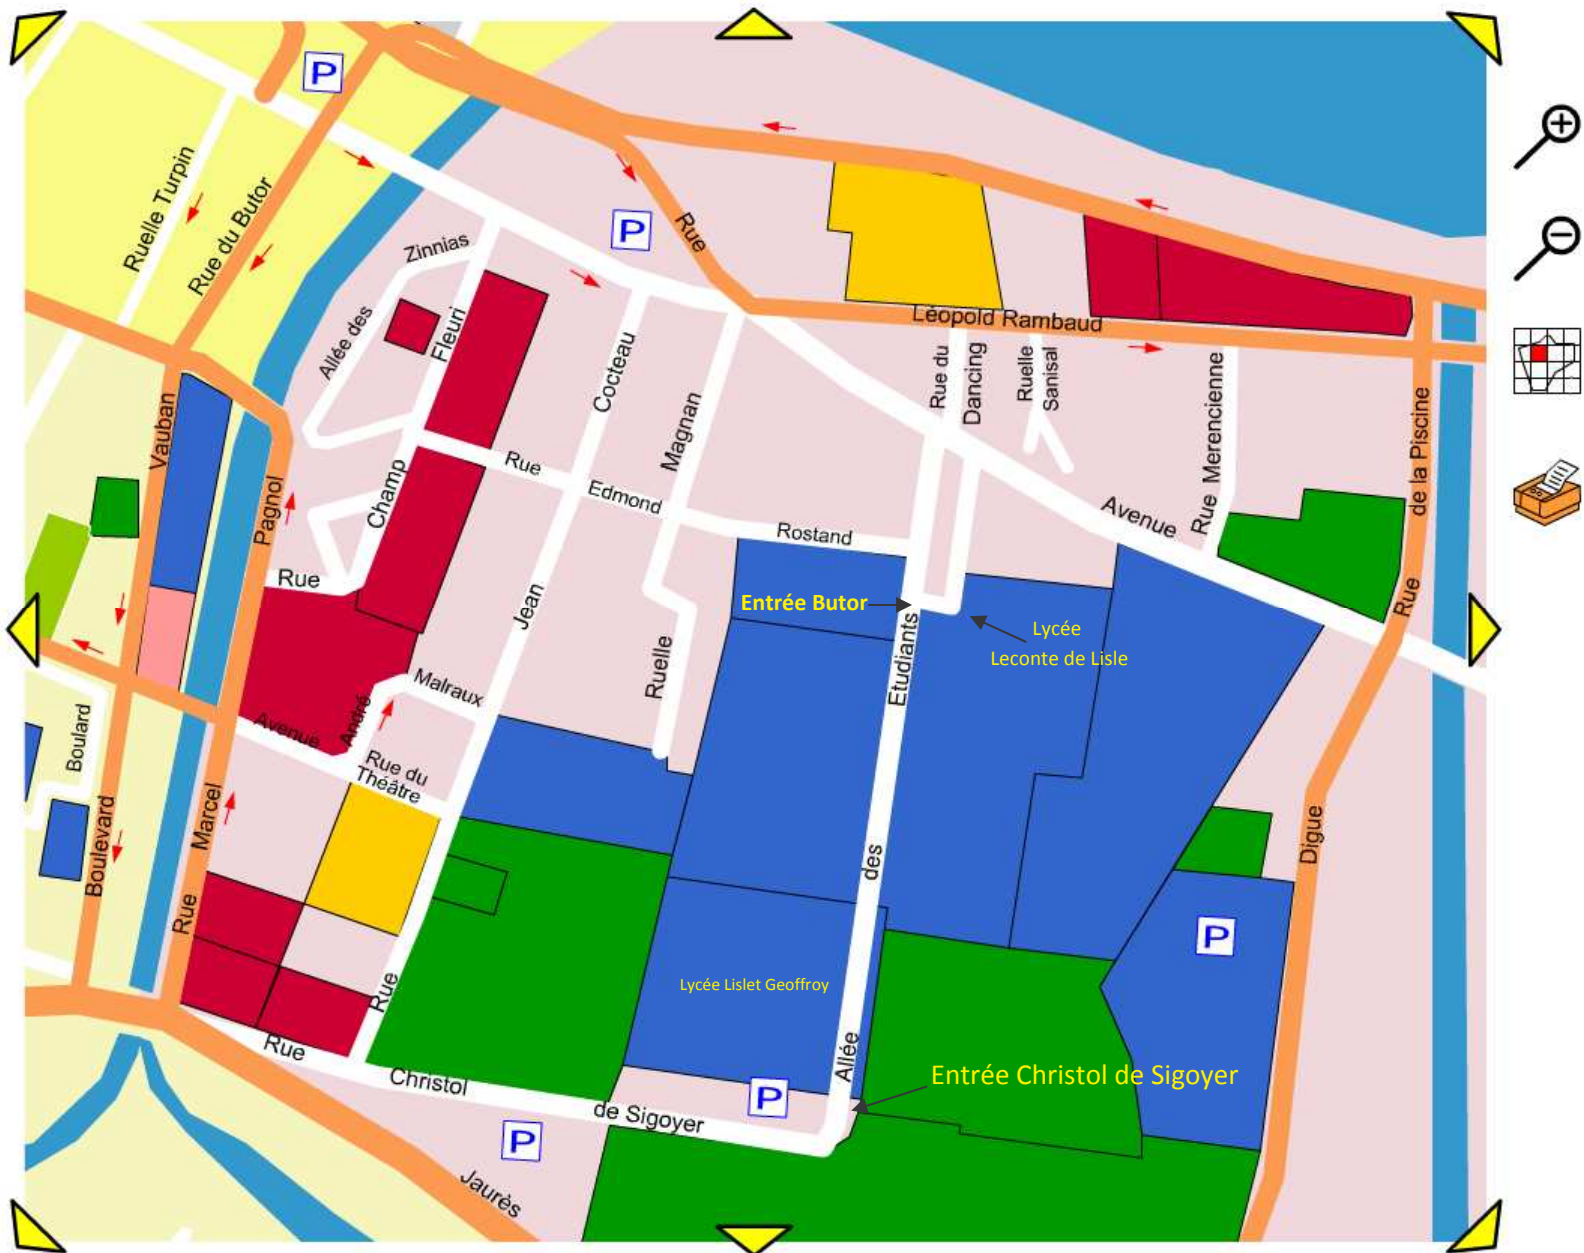 P
Ruelle Turpin
Rue du Butor
Zinnias
P
Rue
Allée des
Fleuri
Léopold Rambaud
Cocteau
Rue du
Dancing
Ruelle
Sanisal
Rue Merencienne
de la Piscine
Vauban
Magnan
Pagnol
Champ
Rue
Edmond
Rostand
Avenue
Rue
Jean
Entrée Butor
Etudiants
Lycée
Leconte de Lisle
Rue
Ruelle
Malraux
Boulard
Avenue
André
Rue du
Théâtre
Boulevard
Marcel
des
Digue
Rue
P
Rue
Lycée Lislet Geoffroy
Rue
Christol
Allée
Entrée Christol de Sigoyer
P
de Sigoyer
P
Jaurès